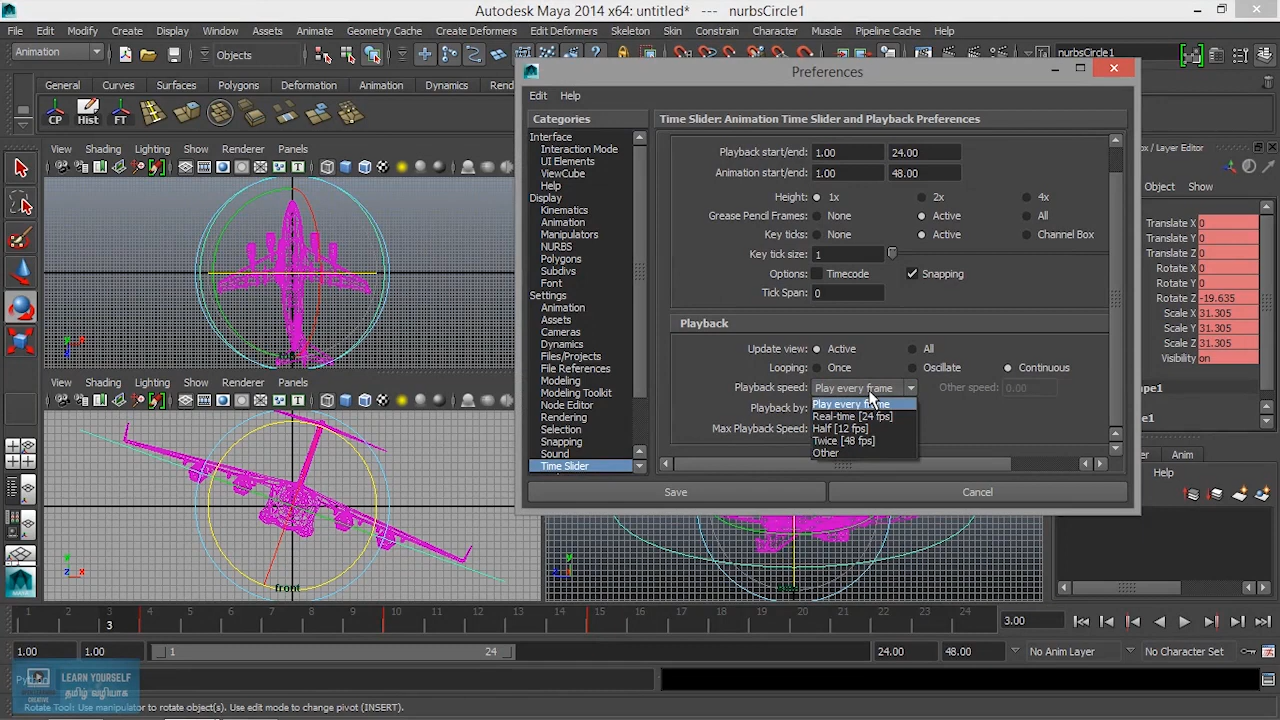 Autodesk Maya 2014 x64: untitled* --- nurbsCircle1
File Edit Modify Create Display Window Assets Animate Geometry Cache Create Deformers Edit Deformers Skeleton Skin Constrain Character Muscle Pipeline Cache Help
Animation Objects nurbsCircle1
General Curves Surfaces Polygons Deformation Animation Dynamics
CP Hist FT
View Shading Lighting Show Renderer Panels
View Shading Lighting Show Renderer Panels
front
Preferences
Edit Help
Categories
Interface
Interaction Mode
UI Elements
ViewCube
Help
Display
Kinematics
Animation
Manipulators
NURBS
Polygons
Subdivs
Font
Settings
Animation
Assets
Cameras
Dynamics
Files/Projects
File References
Modeling
Modeling Toolkit
Node Editor
Rendering
Selection
Snapping
Sound
Time Slider
Time Slider: Animation Time Slider and Playback Preferences
Playback start/end: 1.00 24.00
Animation start/end: 1.00 48.00
Height: 1x 2x 4x
Grease Pencil Frames: None Active All
Key ticks: None Active Channel Box
Key tick size: 1
Options: Timecode Snapping
Tick Span: 0
Playback
Update view: Active All
Looping: Once Oscillate Continuous
Playback speed: Play every frame Other speed: 0.00
Playback by:
Max Playback Speed:
Play every frame
Real-time [24 fps]
Half [12 fps]
Twice [48 fps]
Other
Save Cancel
/ Layer Editor
Object Show
Translate X 0
Translate Y 0
Translate Z 0
Rotate X 0
Rotate Y 0
Rotate Z -19.635
Scale X 31.305
Scale Y 31.305
Scale Z 31.305
Visibility on
Anim
Help
1 2 3 4 5 6 7 8 9 10 11 12 13 14 15 16 17 18 19 20 21 22 23 24
3
3.00
1.00 1.00 1 24 24.00 48.00 No Anim Layer No Character Set
LEARN YOURSELF
தமிழ் வழியாக
Rotate Tool: Use manipulator to rotate object(s). Use edit mode to change pivot (INSERT).